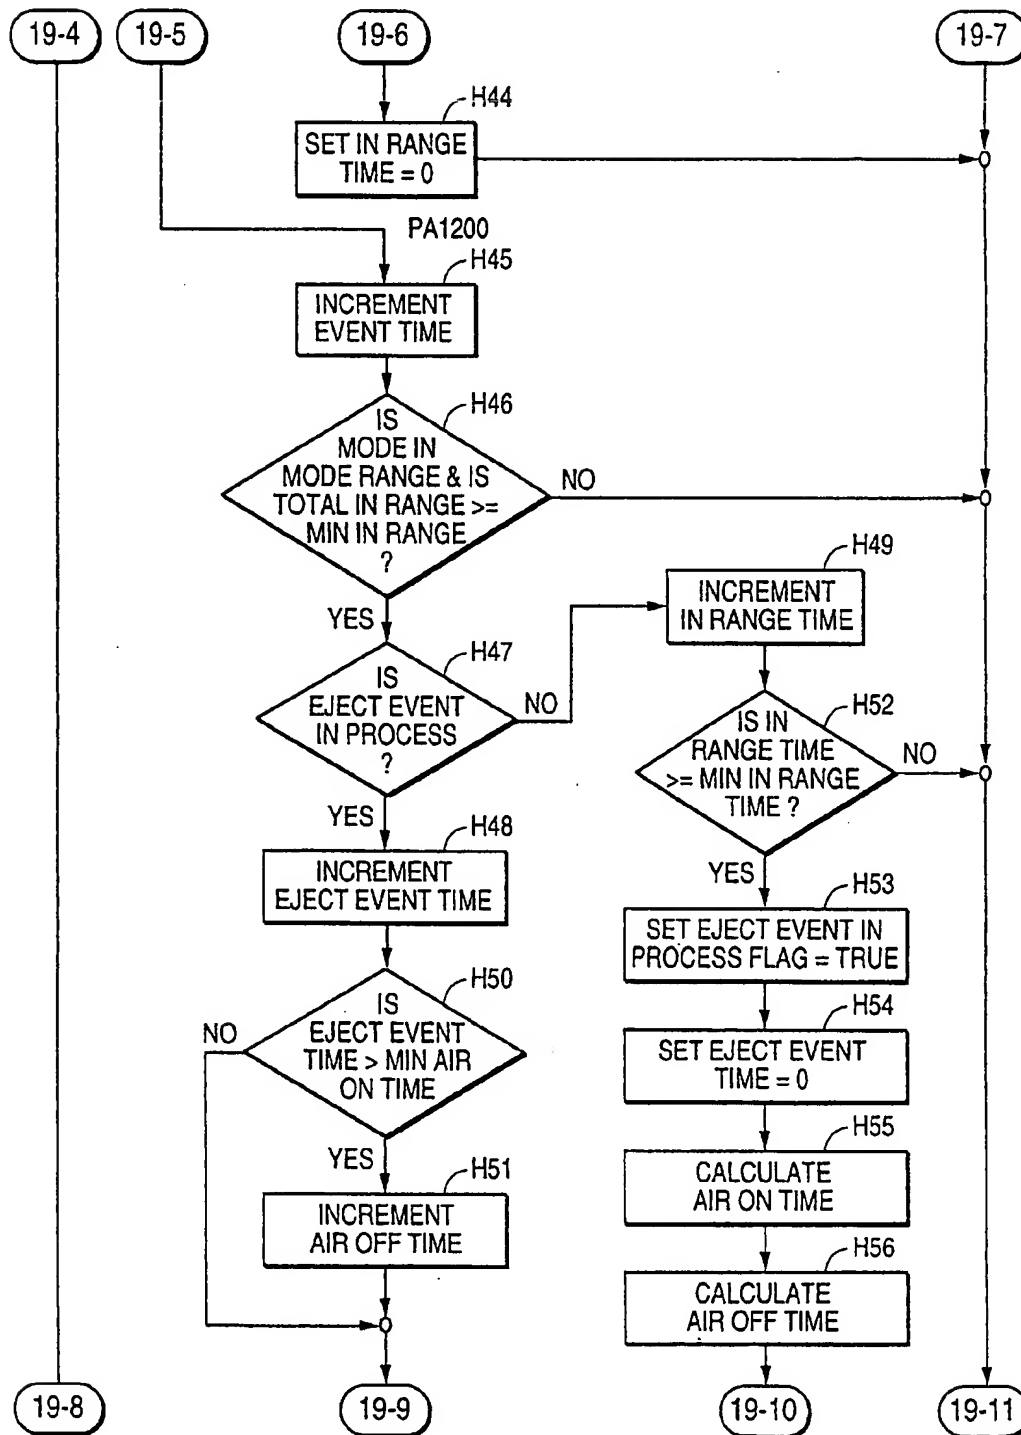 19-4
19-5
19-6
19-7
H44
SET IN RANGE
TIME = 0
PA1200
H45
INCREMENT
EVENT TIME
H46
IS
MODE IN
MODE RANGE & IS
TOTAL IN RANGE >=
MIN IN RANGE
?
NO
YES
H47
IS
EJECT EVENT
IN PROCESS
?
NO
H49
INCREMENT
IN RANGE TIME
H52
IS IN
RANGE TIME
>= MIN IN RANGE
TIME ?
NO
YES
H48
INCREMENT
EJECT EVENT TIME
YES
H53
SET EJECT EVENT IN
PROCESS FLAG = TRUE
H50
IS
EJECT EVENT
TIME > MIN AIR
ON TIME
NO
H54
SET EJECT EVENT
TIME = 0
YES
H51
INCREMENT
AIR OFF TIME
H55
CALCULATE
AIR ON TIME
H56
CALCULATE
AIR OFF TIME
19-8
19-9
19-10
19-11